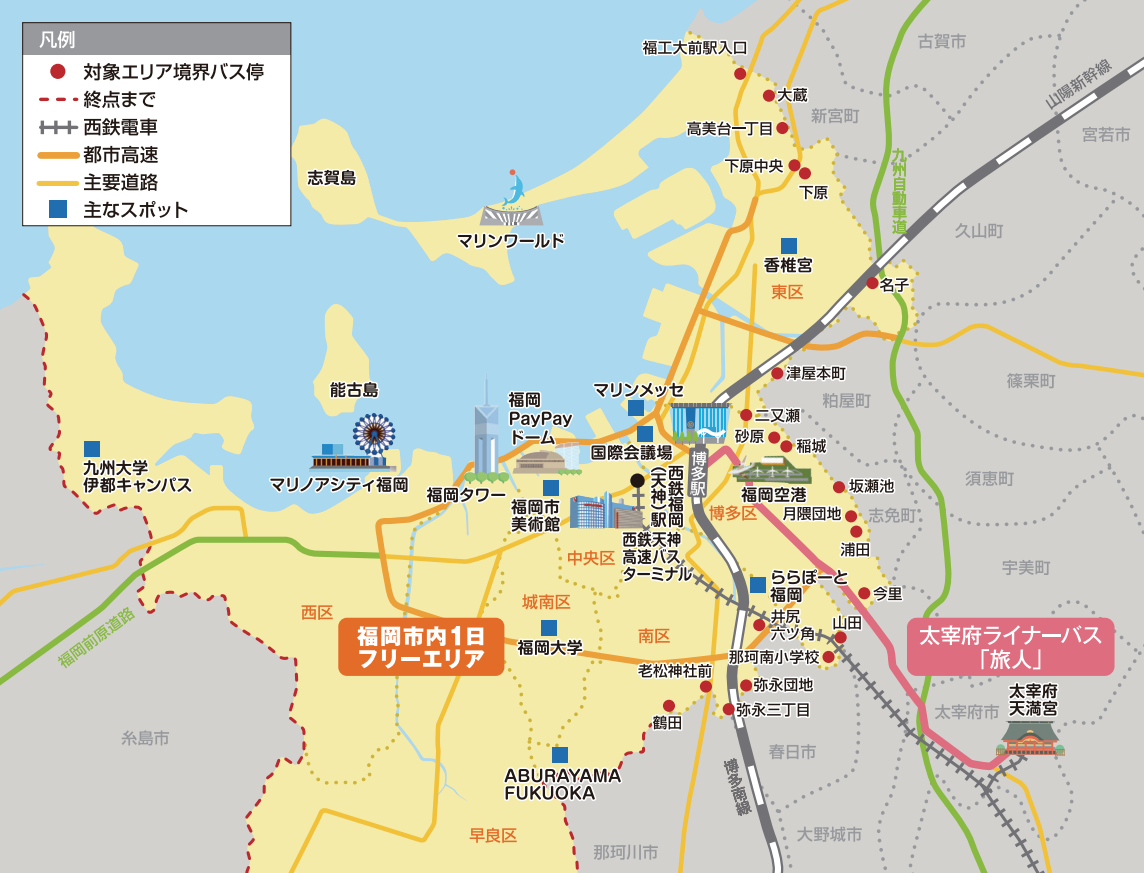 凡例
対象エリア境界バス停
終点まで
西鉄電車
都市高速
主要道路
主なスポット
福工大前駅入口
大蔵
高美台一丁目
下原中央
下原
古賀市
新宮町
宮若市
山陽新幹線
九州自動車道
久山町
志賀島
マリンワールド
香椎宮
東区
名子
津屋本町
篠栗町
粕屋町
能古島
マリンメッセ
福岡
PayPay
ドーム
国際会議場
二又瀬
砂原
稲城
博多駅
九州大学
伊都キャンパス
マリノアシティ福岡
福岡タワー
福岡市
美術館
西鉄福岡
（天神）駅
福岡空港
博多区
坂瀬池
月隈団地
志免町
須恵町
浦田
西鉄天神
高速バス
ターミナル
中央区
宇美町
ららぽーと
福岡
今里
城南区
西区
福岡前原道路
福岡市内1日
フリーエリア
福岡大学
南区
井尻
六ツ角
山田
那珂南小学校
太宰府ライナーバス
「旅人」
老松神社前
弥永団地
弥永三丁目
鶴田
太宰府
天満宮
太宰府市
糸島市
春日市
ABURAYAMA
FUKUOKA
博多南線
早良区
那珂川市
大野城市